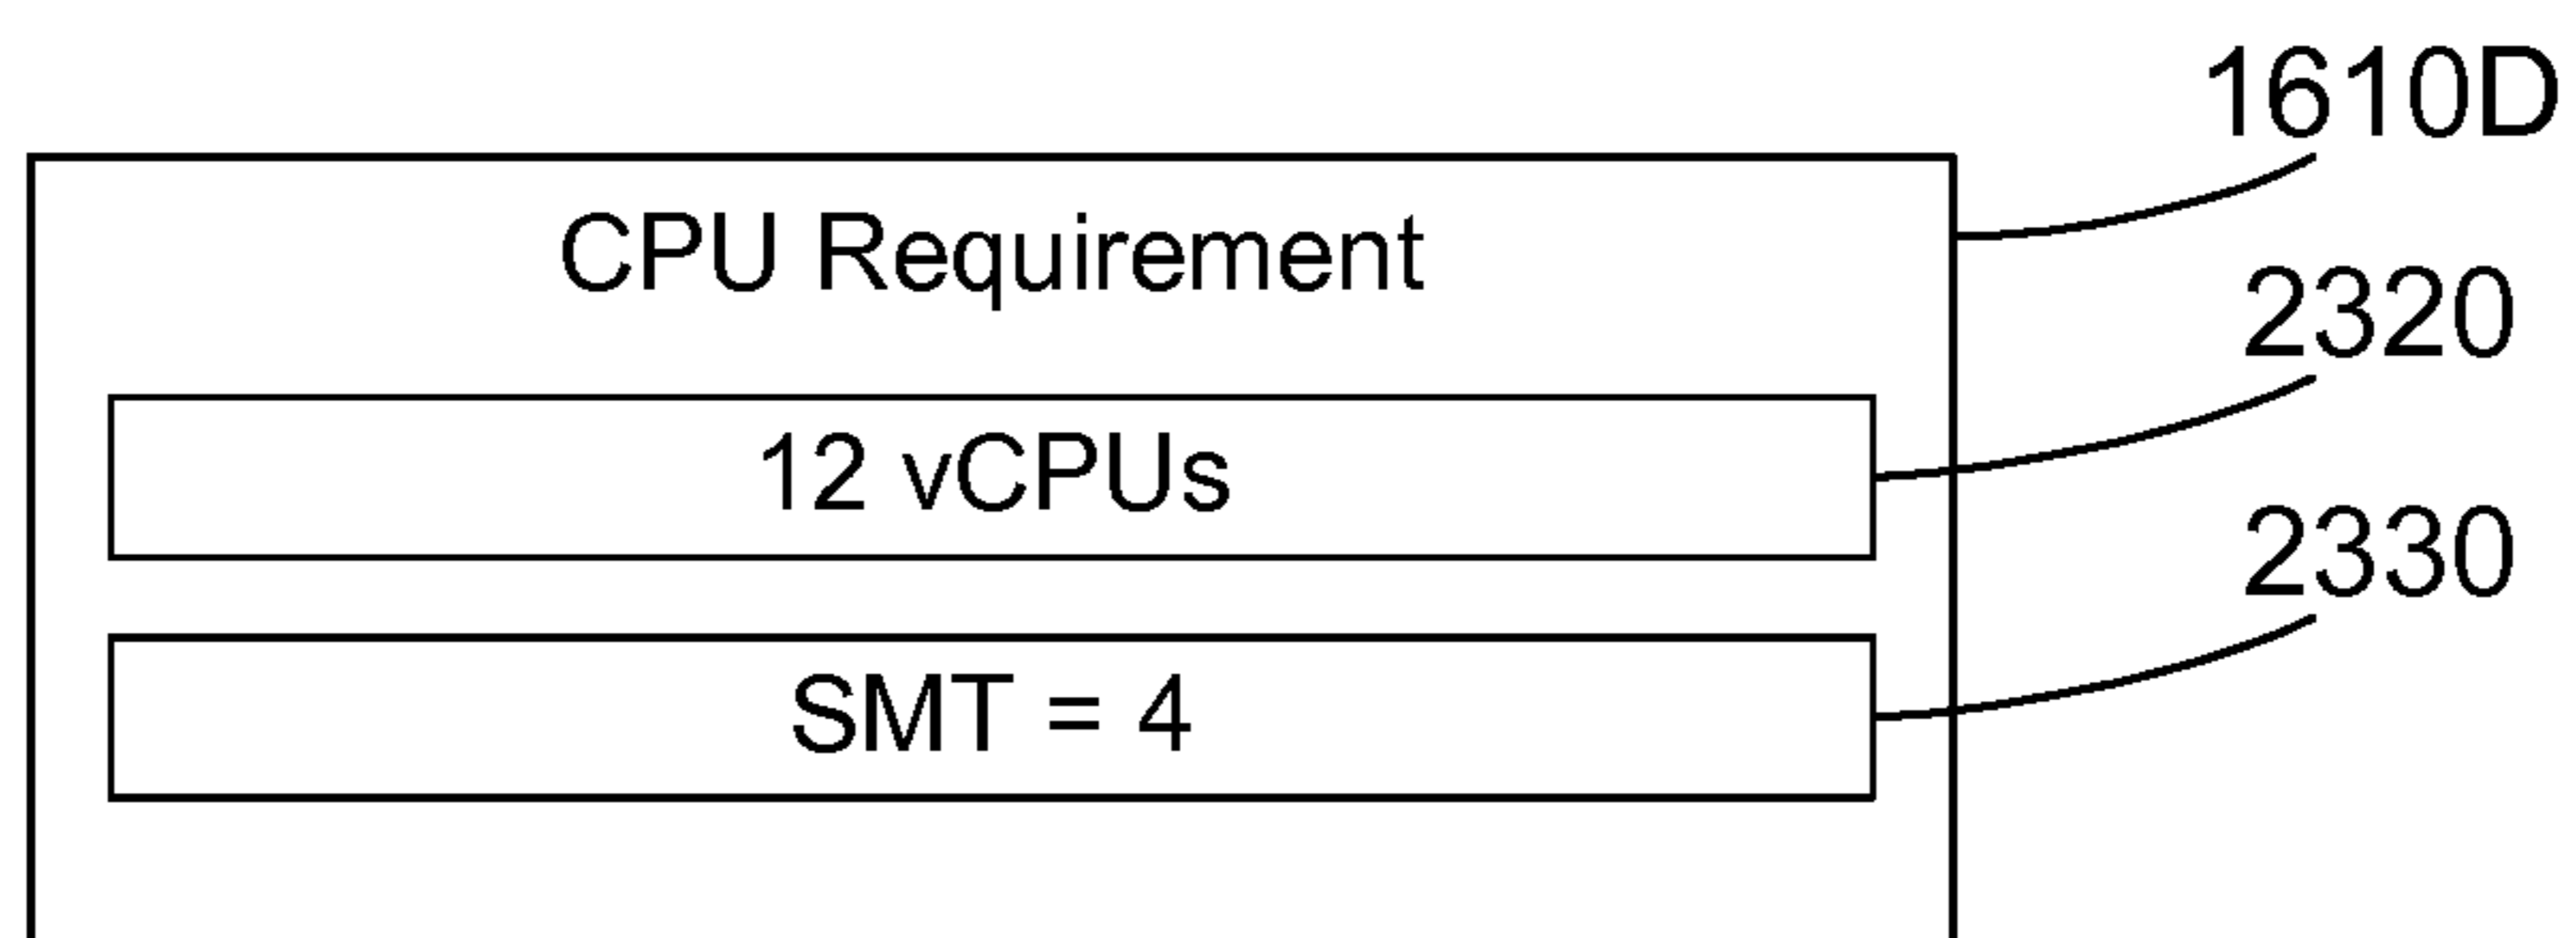 1610D
CPU Requirement
2320
12 vCPUs
2330
SMT = 4